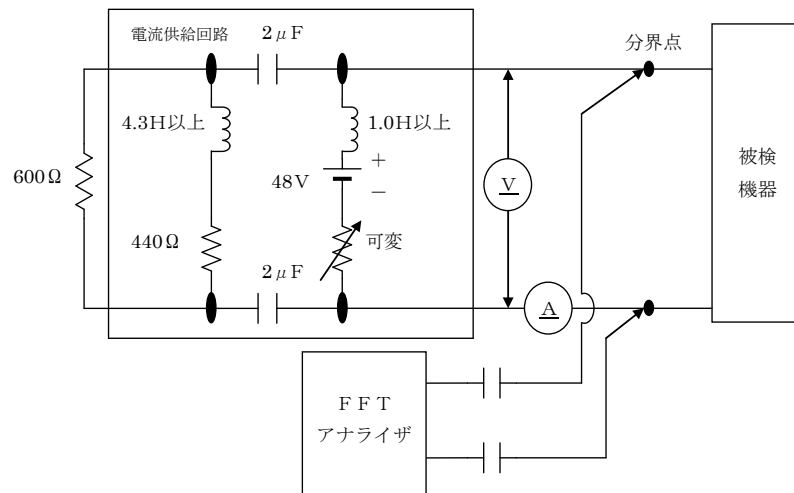 電流供給回路
2μF
分界点
4.3H以上
1.0H以上
+
600Ω
48V
−
V
被検
機器
440Ω
可変
2μF
A
FFT
アナライザ